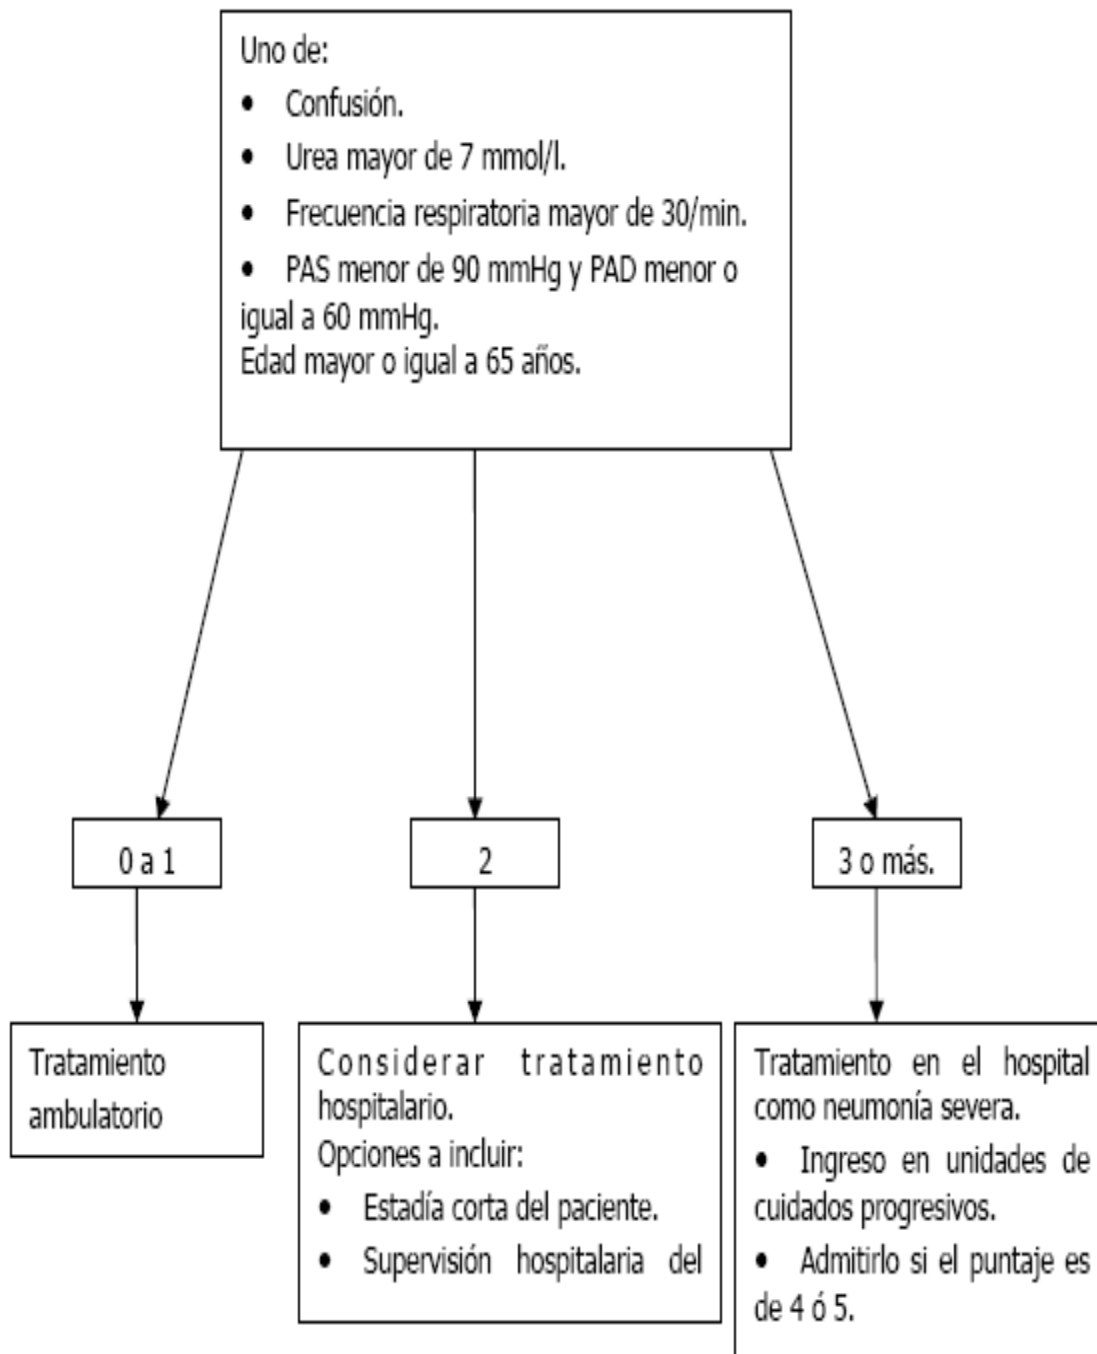 Uno de:
• Confusión.
• Urea mayor de 7 mmol/l.
• Frecuencia respiratoria mayor de 30/min.
• PAS menor de 90 mmHg y PAD menor o
igual a 60 mmHg.
Edad mayor o igual a 65 años.
0 a 1
2
3 o más.
Tratamiento
ambulatorio
Considerar tratamiento
hospitalario.
Opciones a incluir:
• Estadía corta del paciente.
• Supervisión hospitalaria del
Tratamiento en el hospital
como neumonía severa.
• Ingreso en unidades de
cuidados progresivos.
• Admitirlo si el puntaje es
de 4 ó 5.